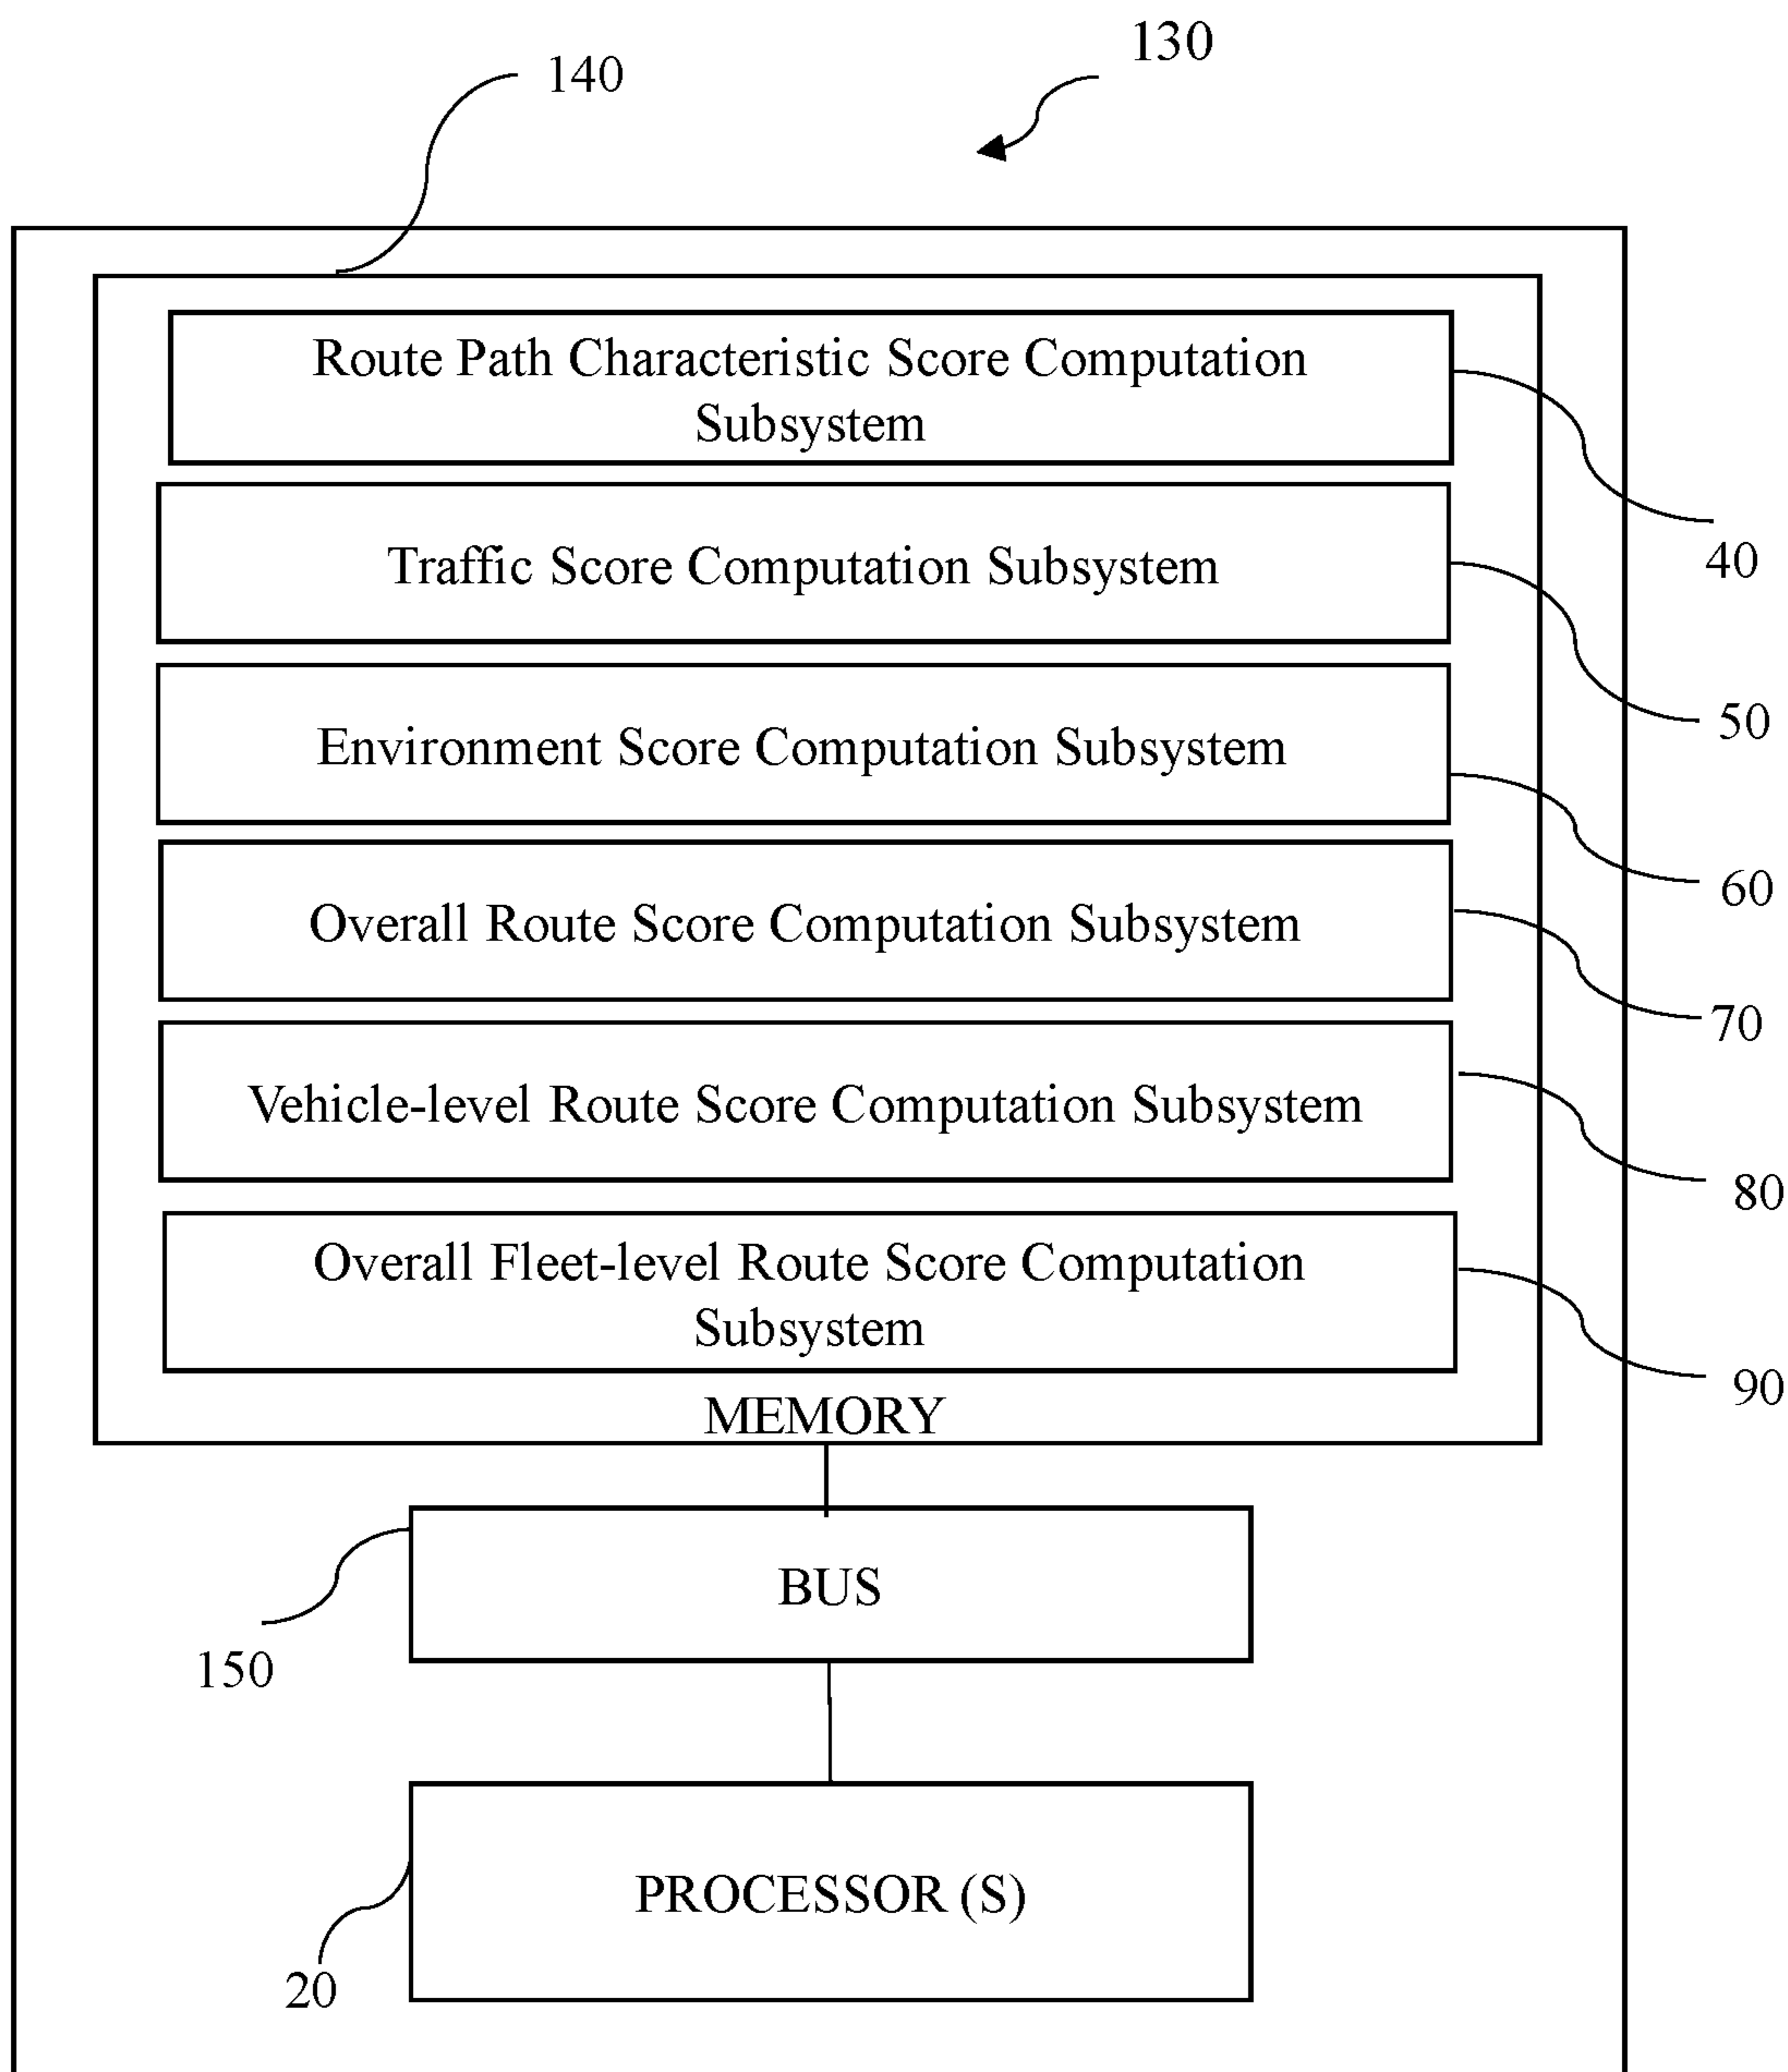 130
140
Route Path Characteristic Score Computation
Subsystem
40
Traffic Score Computation Subsystem
50
Environment Score Computation Subsystem
60
Overall Route Score Computation Subsystem
70
Vehicle-level Route Score Computation Subsystem
80
Overall Fleet-level Route Score Computation
Subsystem
90
MEMORY
BUS
150
PROCESSOR (S)
20